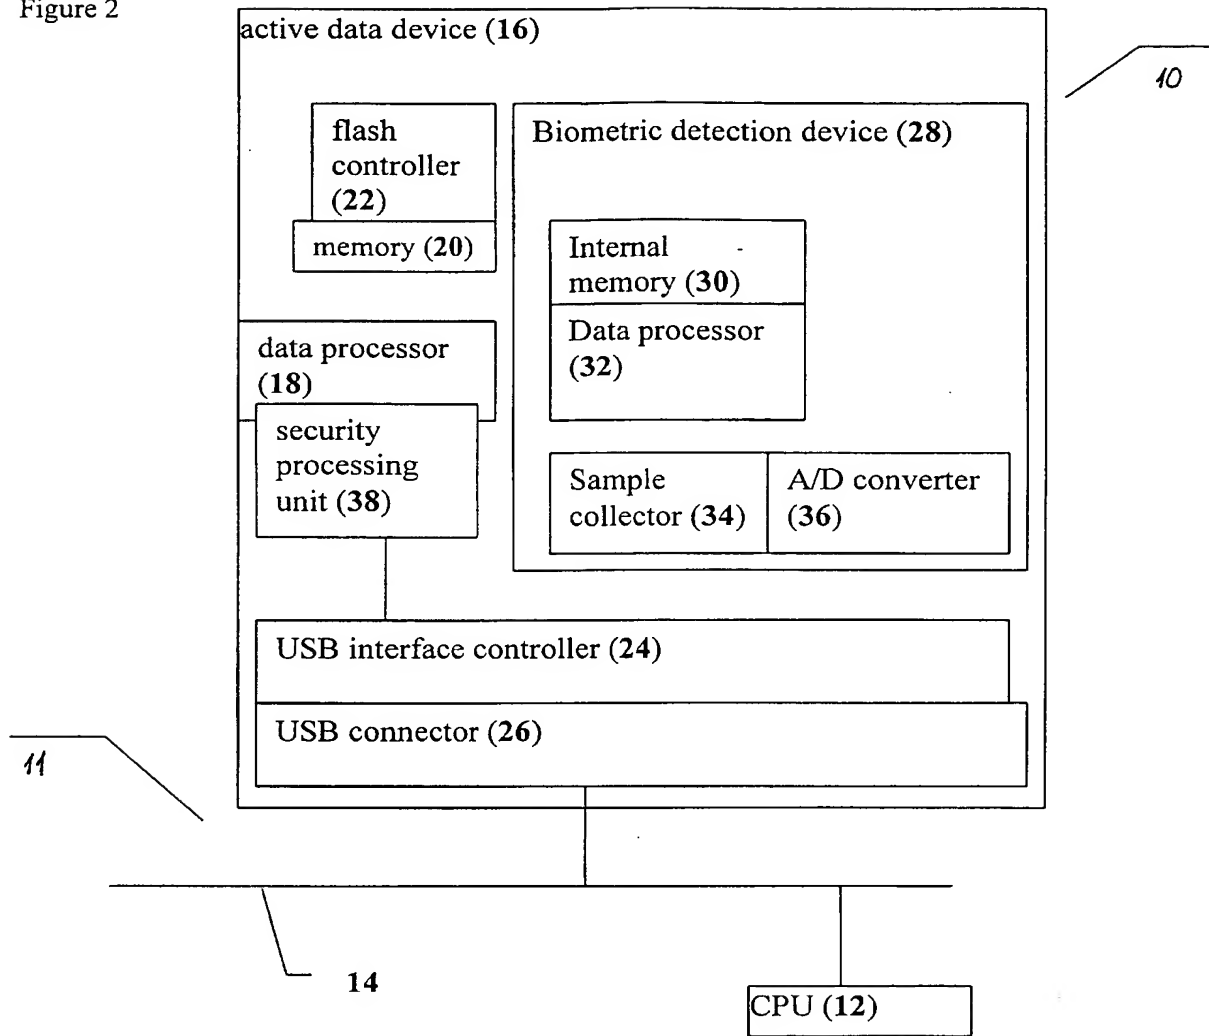 Figure 2
active data device (16)
10
flash
controller
(22)
memory (20)
Biometric detection device (28)
Internal
memory (30)
Data processor
(32)
data processor
(18)
security
processing
unit (38)
Sample
collector (34)
A/D converter
(36)
USB interface controller (24)
USB connector (26)
11
14
CPU (12)